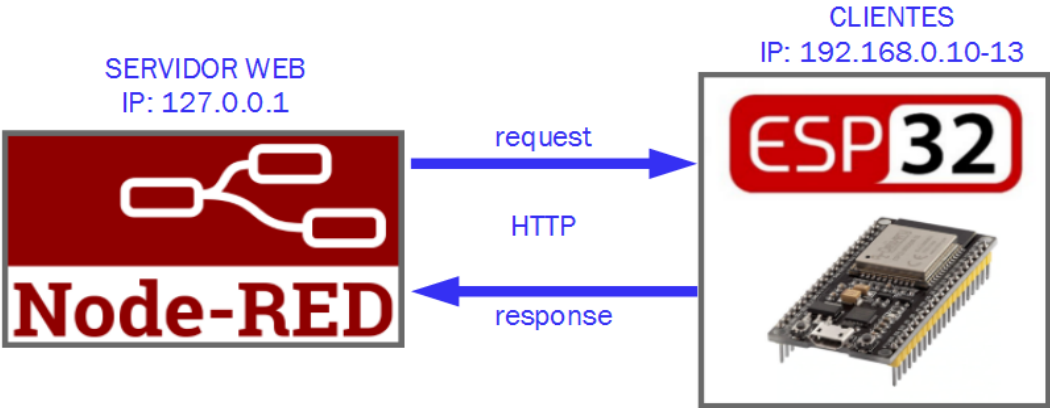 CLIENTES
IP: 192.168.0.10-13
SERVIDOR WEB
IP: 127.0.0.1
request
HTTP
response
Node-RED
ESP32